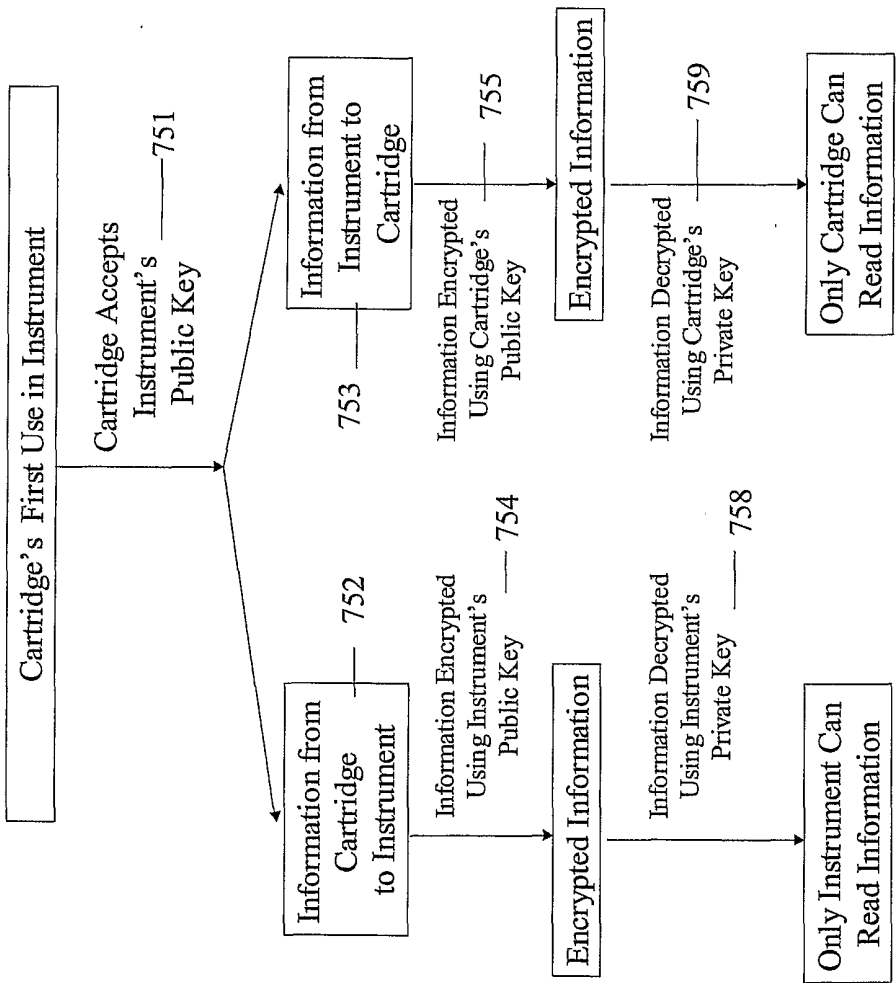 Cartridge's First Use in Instrument
Cartridge Accepts
Instrument's
Public Key
751
Information from
Cartridge
to Instrument
752
Information Encrypted
Using Instrument's
Public Key
754
Encrypted Information
Information Decrypted
Using Instrument's
Private Key
758
Only Instrument Can
Read Information
Information from
Instrument to
Cartridge
753
Information Encrypted
Using Cartridge's
Public Key
755
Encrypted Information
Information Decrypted
Using Cartridge's
Private Key
759
Only Cartridge Can
Read Information